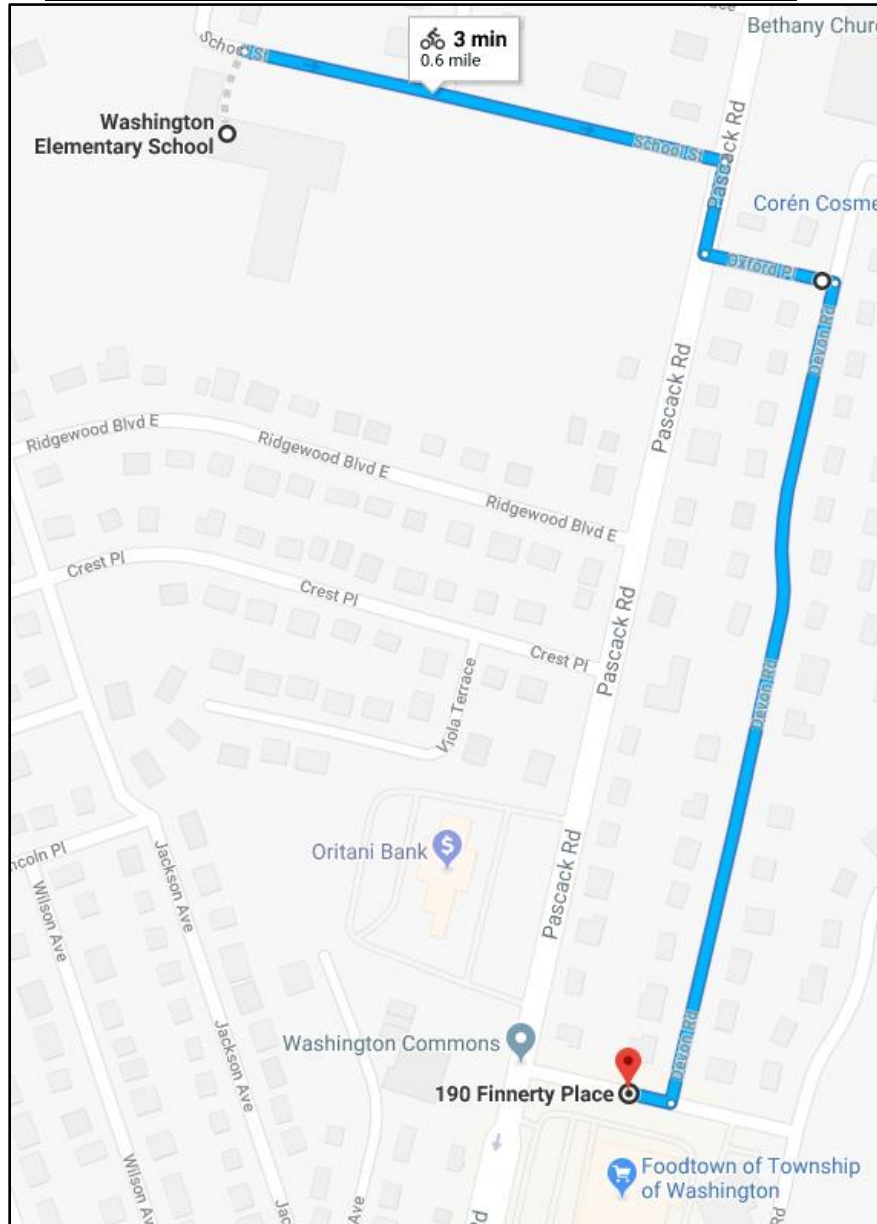 Bethany Chur
School St
3 min
0.6 mile
Washington
Elementary School
School St
Pascack Rd
Corén Cosme
Oxford Pl
Devon Rd
Pascack Rd
Ridgewood Blvd E
Ridgewood Blvd E
Ridgewood Blvd E
Crest Pl
Crest Pl
Crest Pl
Pascack Rd
Viola Terrace
Devon Rd
Oritani Bank
ncoln Pl
Jackson Ave
Wilson Ave
Pascack Rd
Jackson Ave
Washington Commons
Devon Rd
190 Finnerty Place
Foodtown of Township
of Washington
Wilson Av
Jac
Ave
Rd